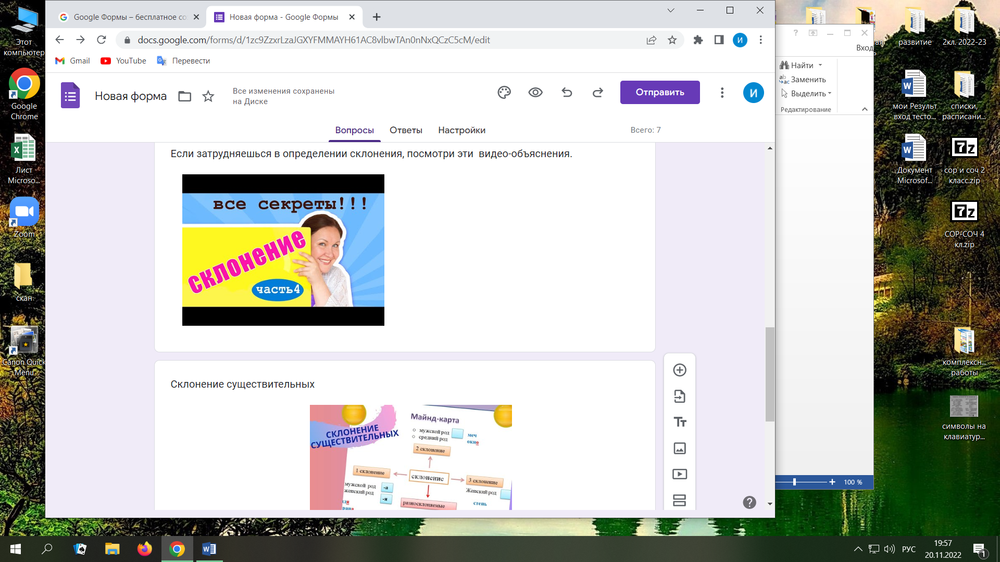 Этот
компьютер
Google
Chrome
Лист
Microso...
Zoom
скан
Canon Quick
Menu
Google Формы – бесплатное со
Новая форма - Google Формы
docs.google.com/forms/d/1zc9ZzxrLzaJGXYFMMAYH61AC8vlbwTAn0nNxQCzC5cM/edit
И
Gmail
YouTube
Перевести
Новая форма
Все изменения сохранены
на Диске
Отправить
И
Вопросы
Ответы
Настройки
Всего: 7
Если затрудняешься в определении склонения, посмотри эти видео-объяснения.
все секреты!!!
склонение
часть4
Склонение существительных
СКЛОНЕНИЕ
СУЩЕСТВИТЕЛЬНЫХ
Майнд-карта
мужской род
средний род
меч
окно
2 склонение
1 склонение
склонение
3 склонение
мужской род
женский род
-а
-я
Женский род
степь
разносклоняемые
Вход
Найти
Заменить
Выделить
Редактирование
100 %
развитие
2кл. 2022-23
мои Результ
вход тесто...
списки,
расписани...
Документ
Microsof...
сор и соч 2
класс.zip
СОР-СОЧ 4
кл.zip
комплексн...
работы
символы на
клавиатур...
РУС
19:57
20.11.2022
1